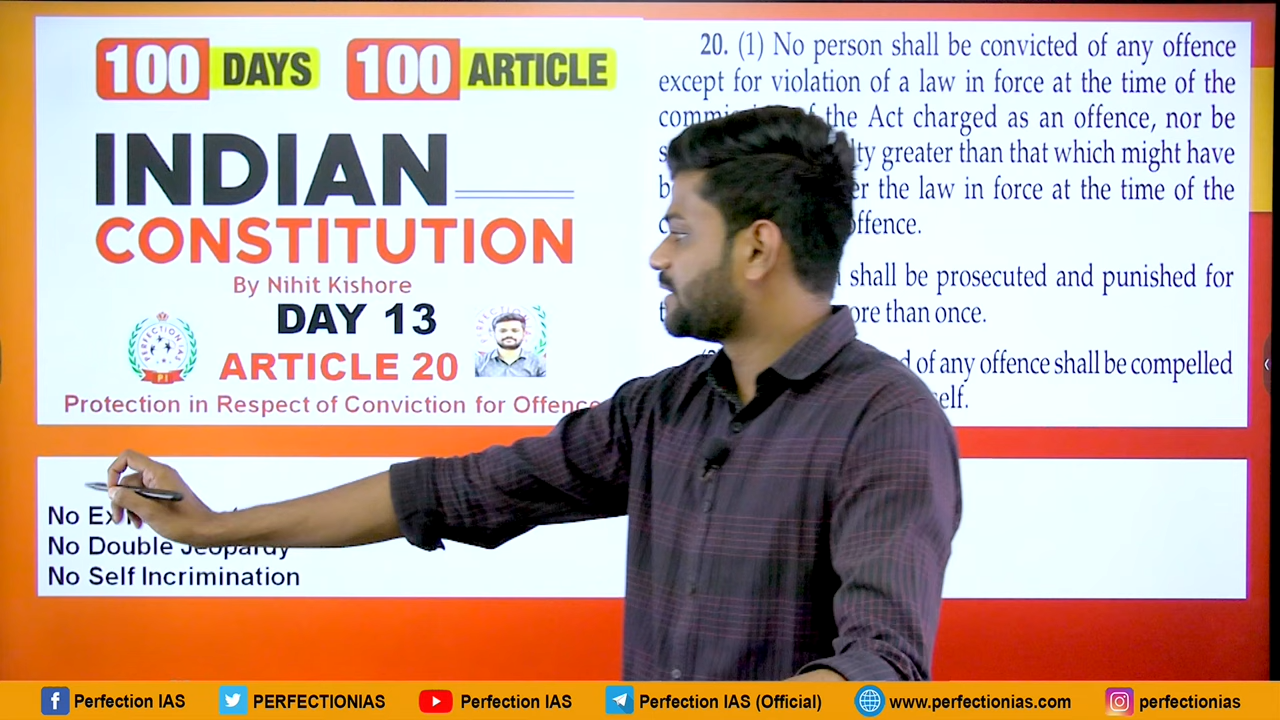 100 DAYS 100 ARTICLE
INDIAN
CONSTITUTION
By Nihit Kishore
DAY 13
ARTICLE 20
Protection in Respect of Conviction for Offence
PERFECTION IAS
P I
20. (1) No person shall be convicted of any offence
except for violation of a law in force at the time of the
the Act charged as an offence, nor be
greater than that which might have
the law in force at the time of the
offence.
shall be prosecuted and punished for
more than once.
of any offence shall be compelled
No
No Double Jeopardy
No Self Incrimination
Perfection IAS PERFECTIONIAS Perfection IAS Perfection IAS (Official) www.perfectionias.com perfectionias